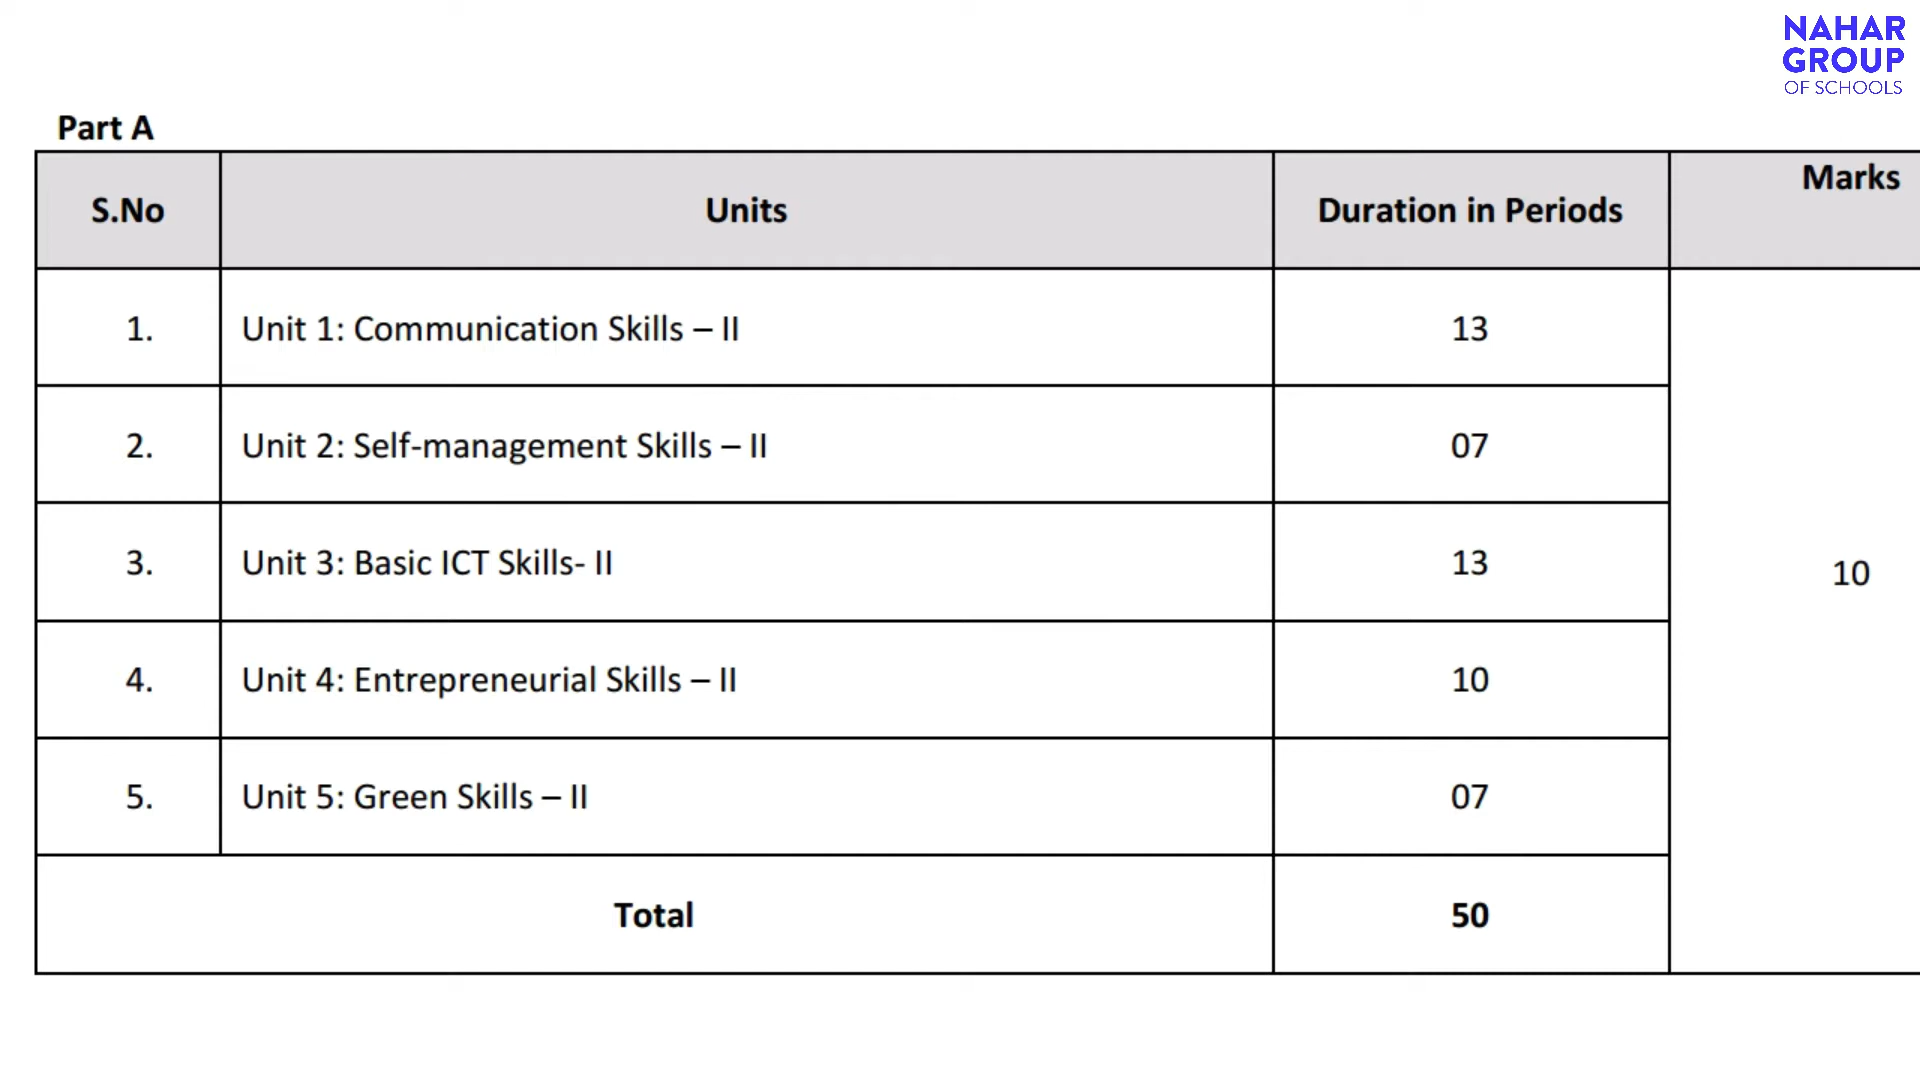 NAHAR
GROUP
OF SCHOOLS
Part A
S.No Units Duration in Periods Marks
1. Unit 1: Communication Skills – II 13
2. Unit 2: Self-management Skills – II 07
3. Unit 3: Basic ICT Skills- II 13
10
4. Unit 4: Entrepreneurial Skills – II 10
5. Unit 5: Green Skills – II 07
Total 50